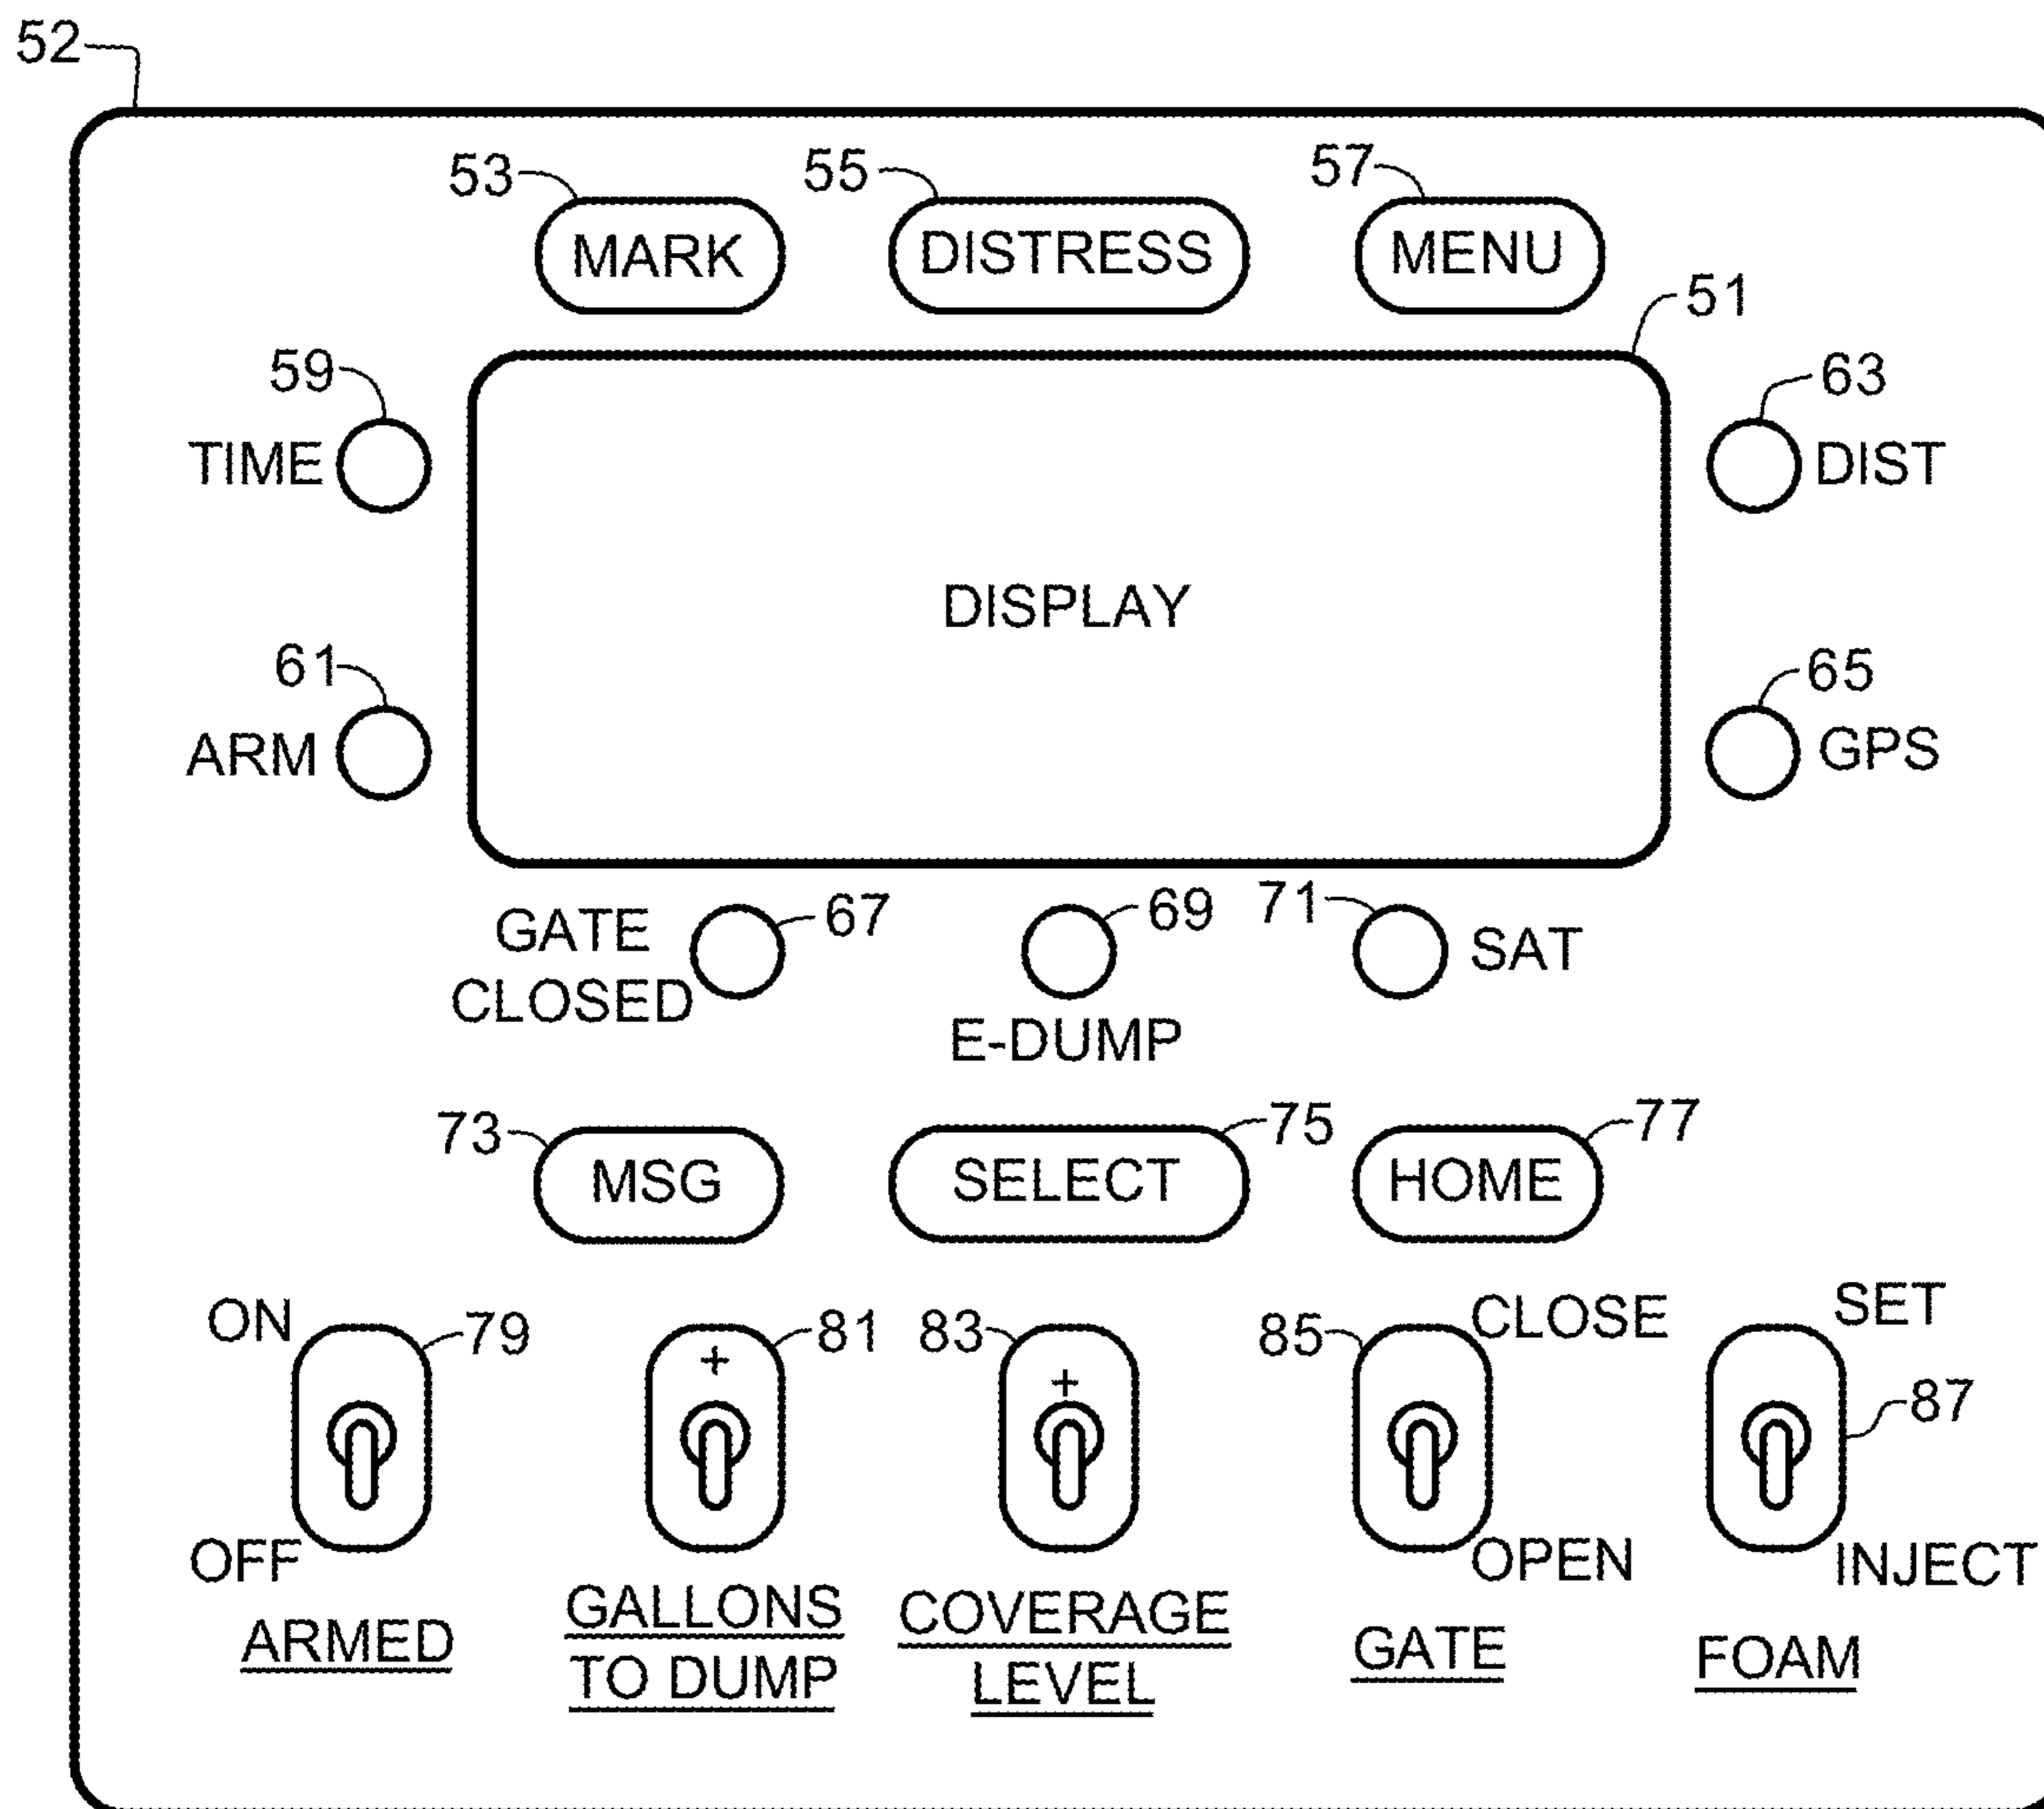 52
53 55 57
MARK DISTRESS MENU
51
59 63
TIME DIST
DISPLAY
61 65
ARM GPS
GATE CLOSED 67 69 71 SAT
E-DUMP
73 75 77
MSG SELECT HOME
ON 79 + 81 83 + 85 CLOSE SET
87
OFF OPEN INJECT
ARMED
GALLONS
TO DUMP
COVERAGE
LEVEL
GATE
FOAM